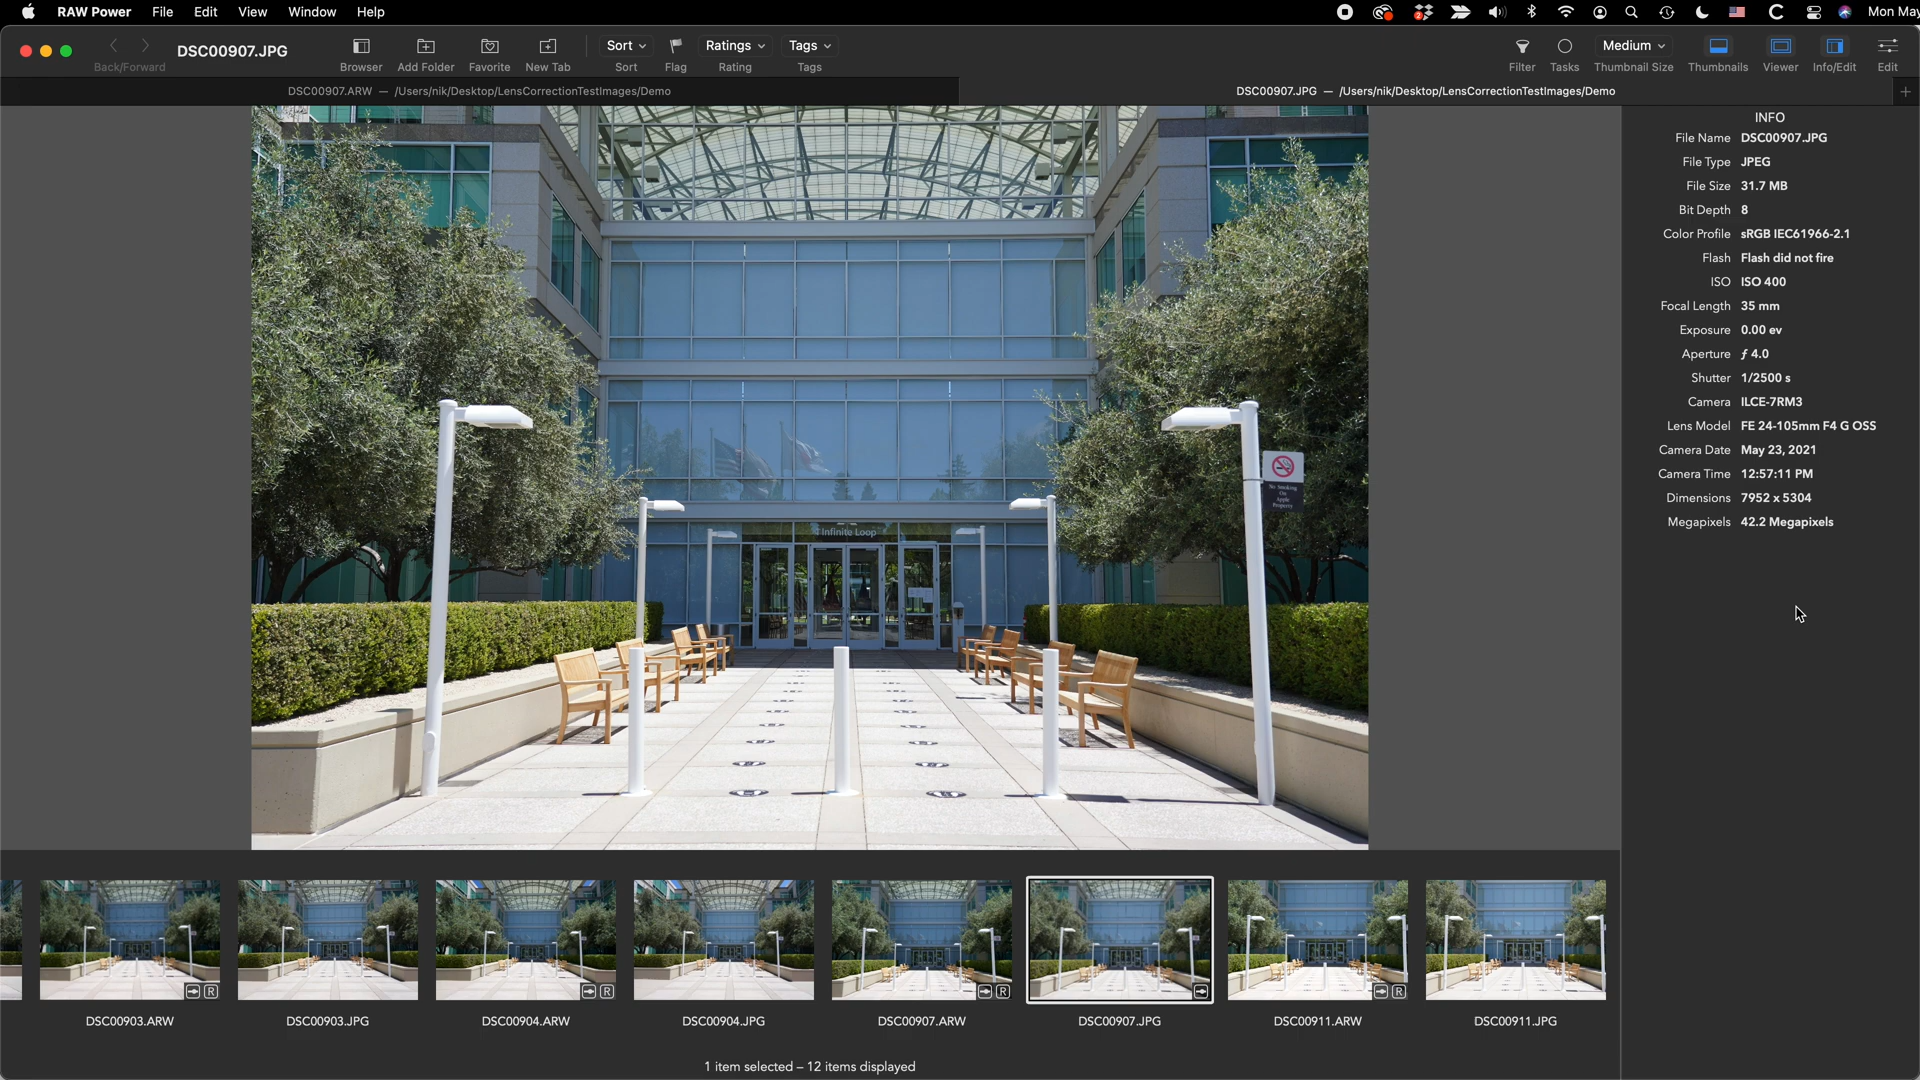 RAW Power File Edit View Window Help
2
Mon May
DSC00907.JPG
Back/Forward Browser Add Folder Favorite New Tab
Sort
Sort
Flag
Ratings
Rating
Tags
Tags
Filter
Tasks
Medium
Thumbnail Size
Thumbnails
Viewer
Info/Edit
Edit
DSC00907.ARW — /Users/nik/Desktop/LensCorrectionTestImages/Demo
DSC00907.JPG — /Users/nik/Desktop/LensCorrectionTestImages/Demo
INFO
File Name DSC00907.JPG
File Type JPEG
File Size 31.7 MB
Bit Depth 8
Color Profile sRGB IEC61966-2.1
Flash Flash did not fire
ISO ISO 400
Focal Length 35 mm
Exposure 0.00 ev
Aperture ƒ 4.0
Shutter 1/2500 s
Camera ILCE-7RM3
Lens Model FE 24-105mm F4 G OSS
Camera Date May 23, 2021
Camera Time 12:57:11 PM
Dimensions 7952 x 5304
Megapixels 42.2 Megapixels
No Smoking
On
Apple
Property
1 Infinite Loop
R
R
R
R
DSC00903.ARW
DSC00903.JPG
DSC00904.ARW
DSC00904.JPG
DSC00907.ARW
DSC00907.JPG
DSC00911.ARW
DSC00911.JPG
1 item selected – 12 items displayed